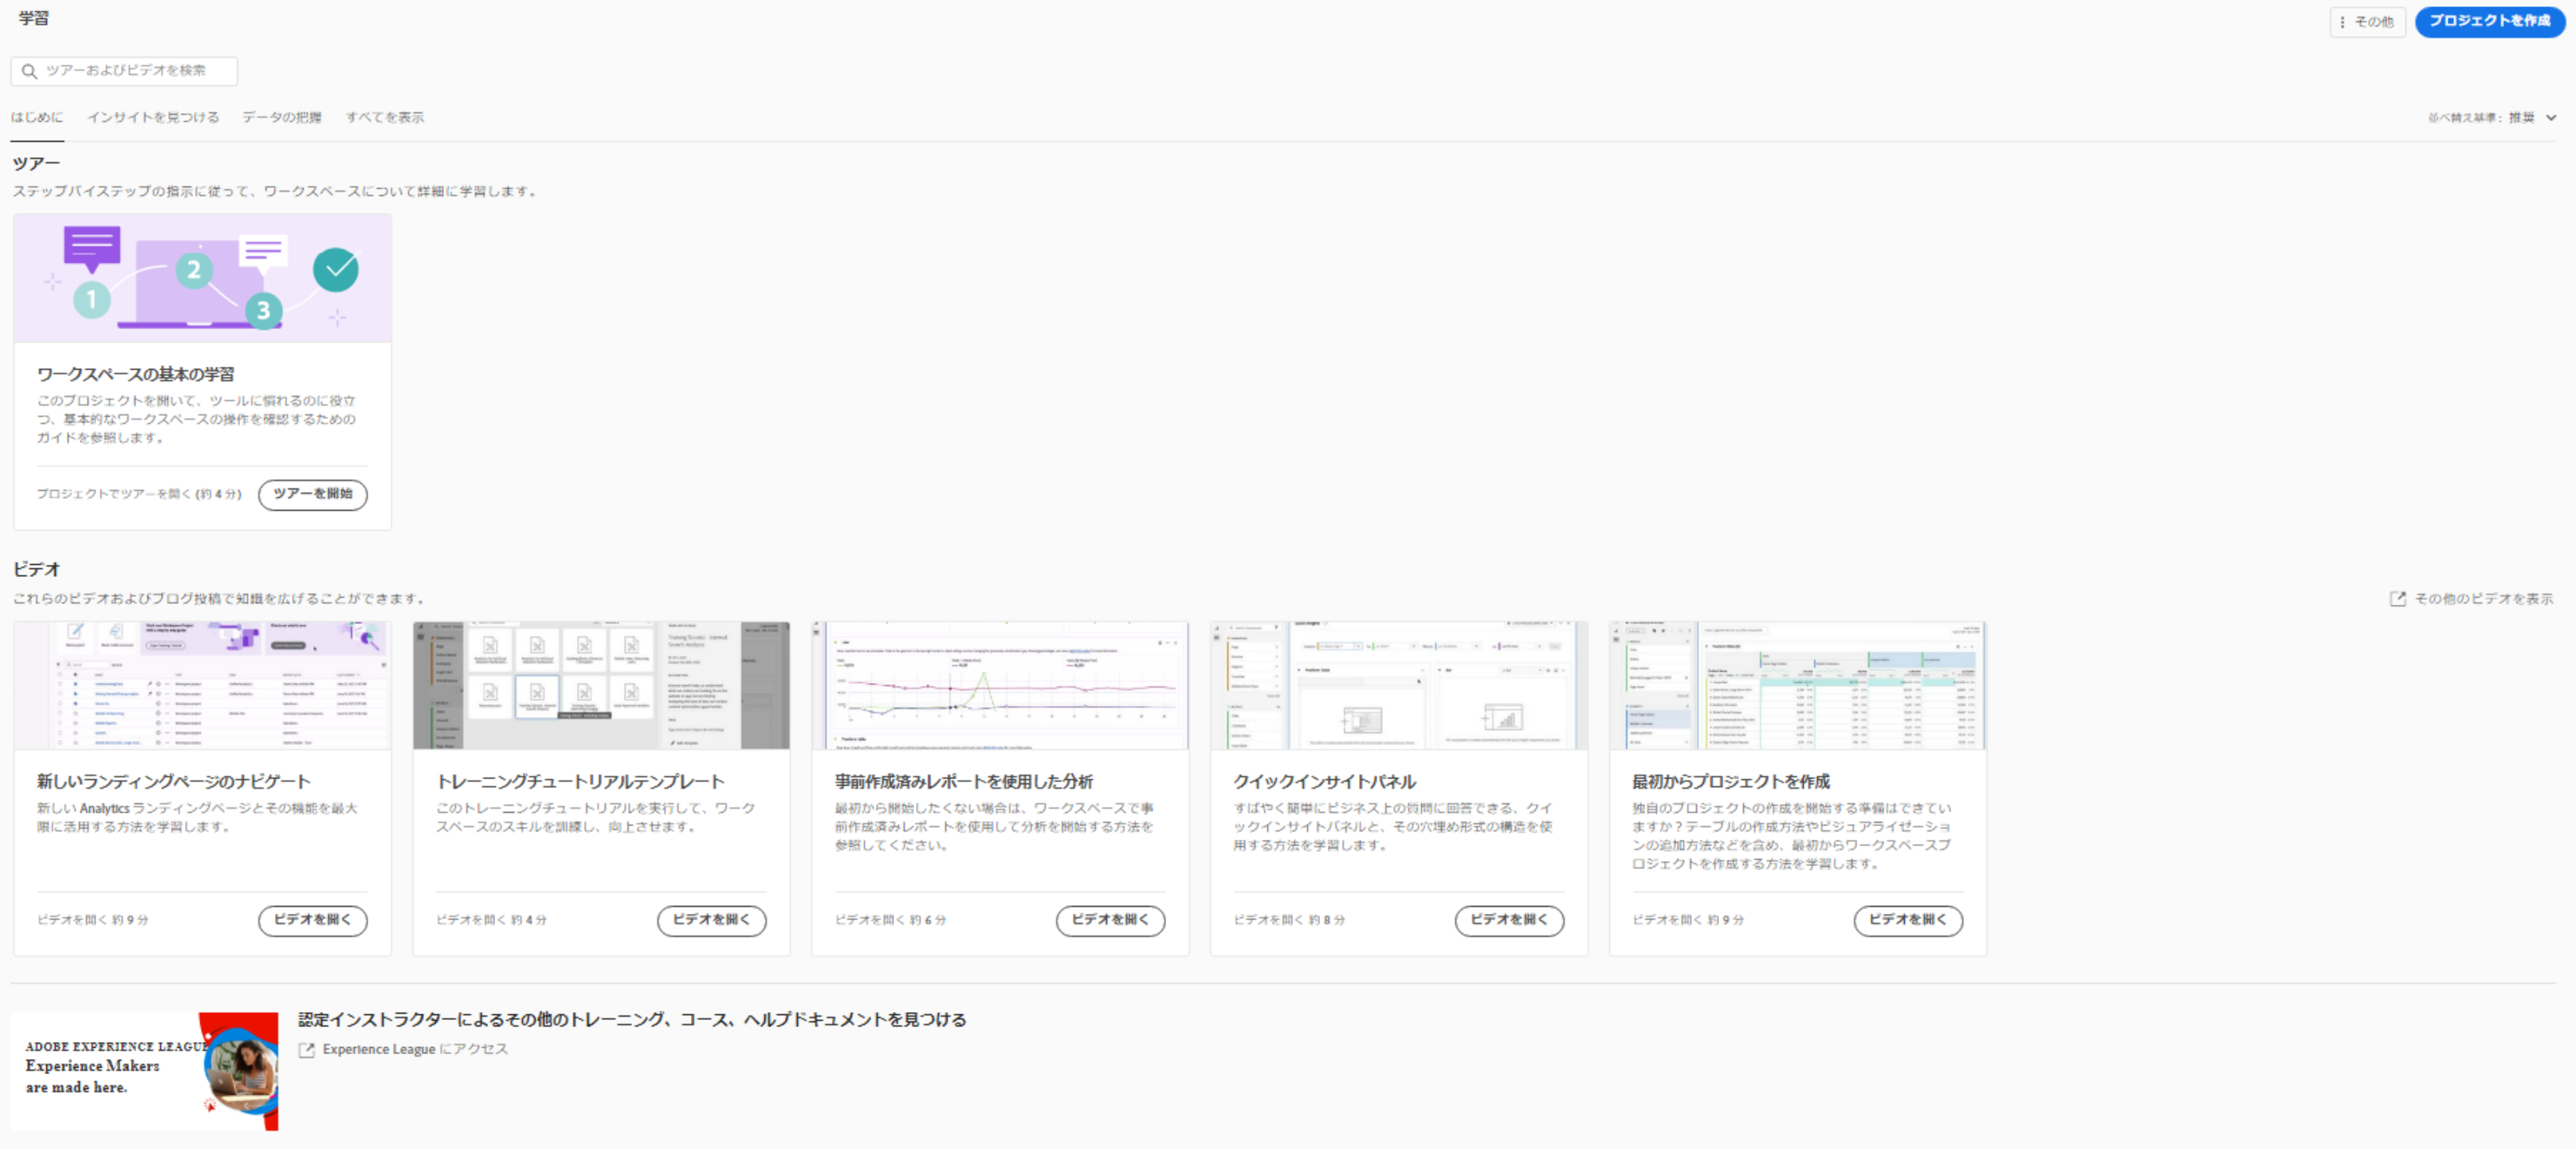 学習
その他
プロジェクトを作成
ツアーおよびビデオを検索
はじめに
インサイトを見つける
データの把握
すべてを表示
並べ替え基準: 推奨
ツアー
ステップバイステップの指示に従って、ワークスペースについて詳細に学習します。
1
2
3
ワークスペースの基本の学習
このプロジェクトを開いて、ツールに慣れるのに役立
つ、基本的なワークスペースの操作を確認するための
ガイドを参照します。
プロジェクトでツアーを開く (約 4 分)
ツアーを開始
ビデオ
これらのビデオおよびブログ投稿で知識を広げることができます。
その他のビデオを表示
新しいランディングページのナビゲート
新しい Analytics ランディングページとその機能を最大
限に活用する方法を学習します。
ビデオを開く 約 9 分
ビデオを開く
トレーニングチュートリアルテンプレート
このトレーニングチュートリアルを実行して、ワーク
スペースのスキルを訓練し、向上させます。
ビデオを開く 約 4 分
ビデオを開く
事前作成済みレポートを使用した分析
最初から開始したくない場合は、ワークスペースで事
前作成済みレポートを使用して分析を開始する方法を
参照してください。
ビデオを開く 約 6 分
ビデオを開く
クイックインサイトパネル
すばやく簡単にビジネス上の質問に回答できる、クイ
ックインサイトパネルと、その穴埋め形式の構造を使
用する方法を学習します。
ビデオを開く 約 8 分
ビデオを開く
最初からプロジェクトを作成
独自のプロジェクトの作成を開始する準備はできてい
ますか？テーブルの作成方法やビジュアライゼーショ
ンの追加方法などを含め、最初からワークスペースプ
ロジェクトを作成する方法を学習します。
ビデオを開く 約 9 分
ビデオを開く
ADOBE EXPERIENCE LEAGUE
Experience Makers
are made here.
認定インストラクターによるその他のトレーニング、コース、ヘルプドキュメントを見つける
Experience League にアクセス